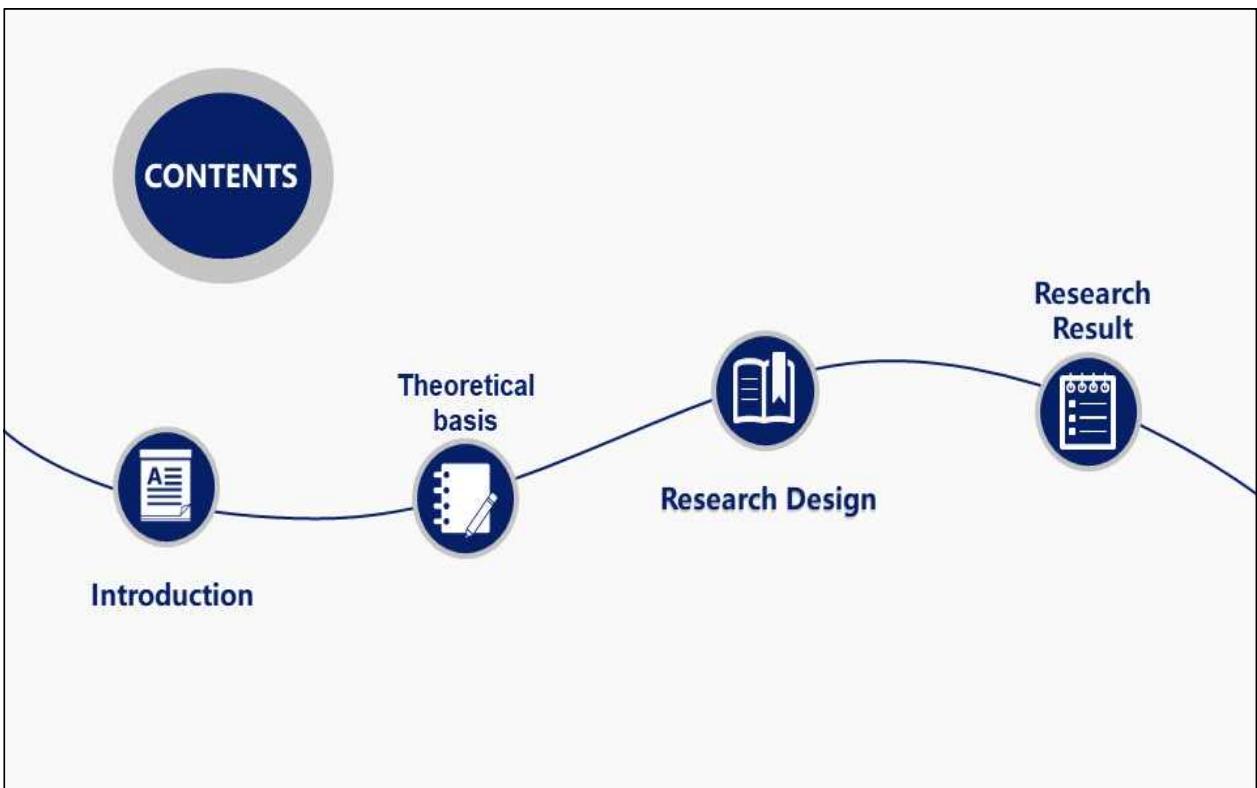 CONTENTS
Introduction
Theoretical
basis
Research Design
Research
Result
A